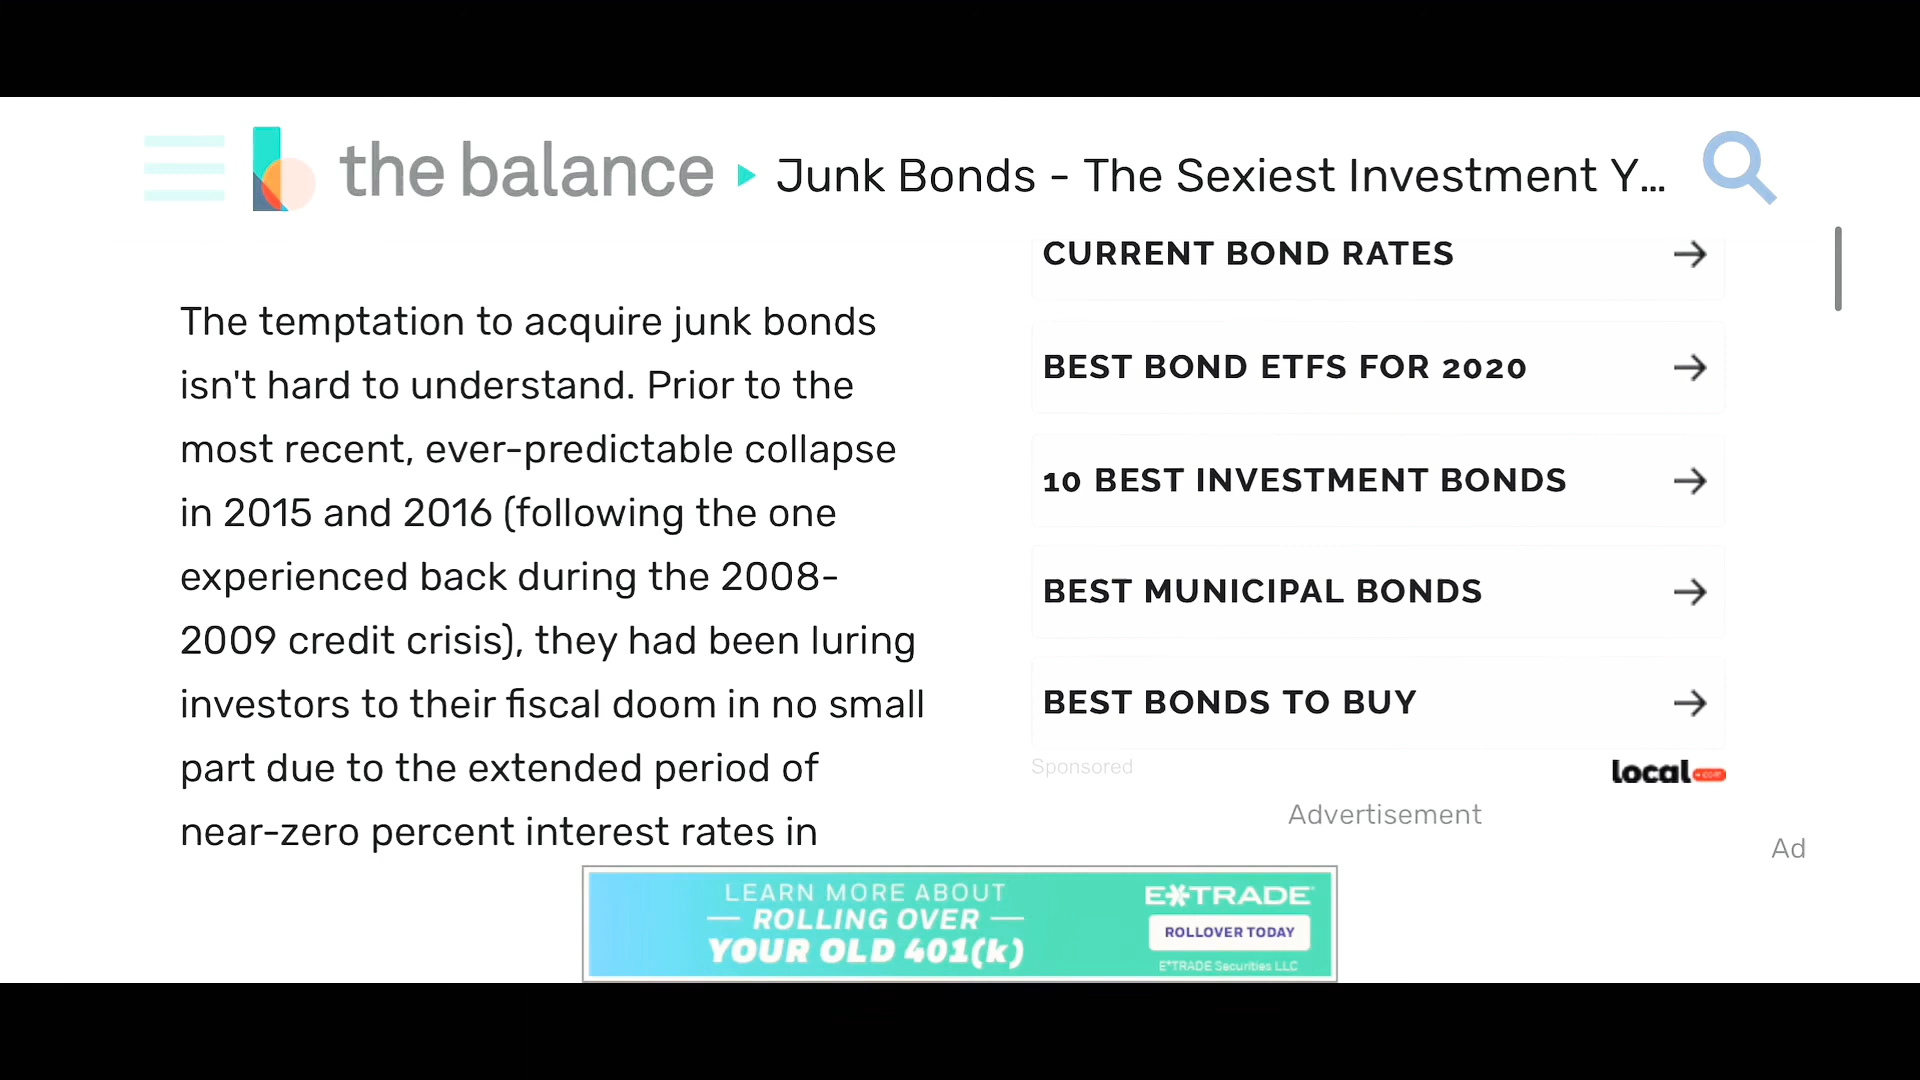 the balance
Junk Bonds - The Sexiest Investment Y...
The temptation to acquire junk bonds
isn't hard to understand. Prior to the
most recent, ever-predictable collapse
in 2015 and 2016 (following the one
experienced back during the 2008-
2009 credit crisis), they had been luring
investors to their fiscal doom in no small
part due to the extended period of
near-zero percent interest rates in
CURRENT BOND RATES
BEST BOND ETFS FOR 2020
10 BEST INVESTMENT BONDS
BEST MUNICIPAL BONDS
BEST BONDS TO BUY
Sponsored
local.com
Advertisement
Ad
LEARN MORE ABOUT
ROLLING OVER
YOUR OLD 401(k)
E*TRADE
ROLLOVER TODAY
E*TRADE Securities LLC